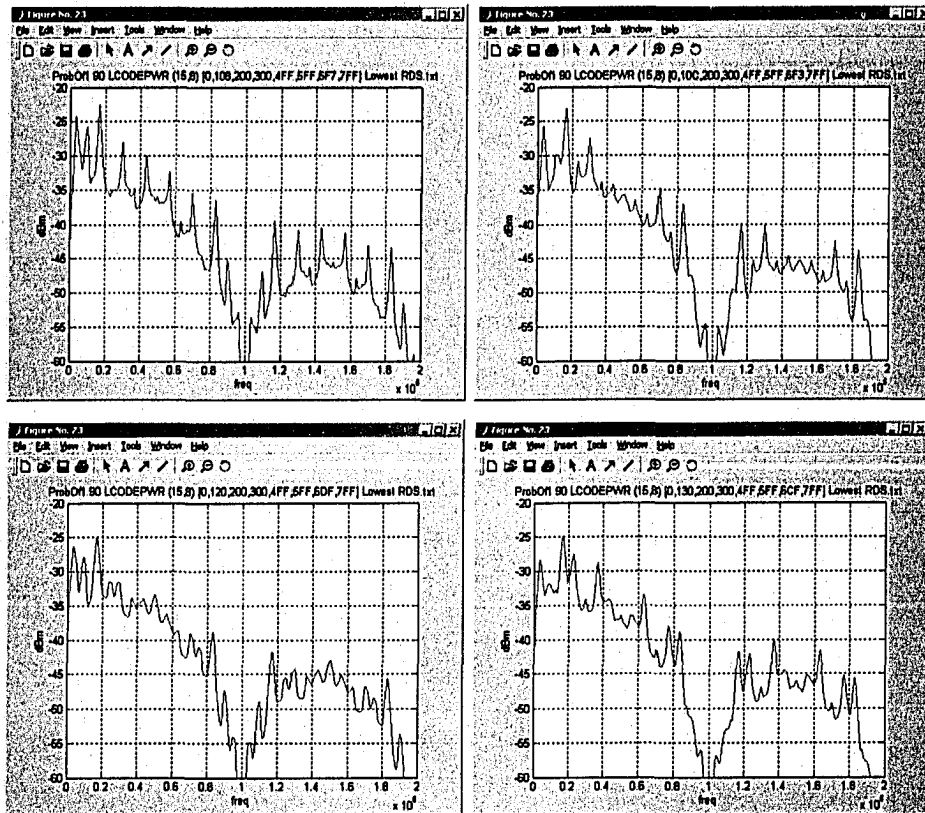 Figure No. 23
File Edit View Insert Tools Window Help
ProbOf1 90 LCODEPWR (15,8) [0,108,200,300,4FF,5FF,6F7,7FF] Lowest RDS.txt
-20
-25
-30
-35
-40
-45
-50
-55
-60
dBm
0 0.2 0.4 0.6 0.8 1 1.2 1.4 1.6 1.8 2
freq
x 10⁸
Figure No. 23
File Edit View Insert Tools Window Help
ProbOf1 90 LCODEPWR (15,8) [0,10C,200,300,4FF,5FF,6F3,7FF] Lowest RDS.txt
-20
-25
-30
-35
-40
-45
-50
-55
-60
dBm
0 0.2 0.4 0.6 0.8 1 1.2 1.4 1.6 1.8 2
freq
x 10⁸
Figure No. 23
File Edit View Insert Tools Window Help
ProbOf1 90 LCODEPWR (15,8) [0,120,200,300,4FF,5FF,6DF,7FF] Lowest RDS.txt
-20
-25
-30
-35
-40
-45
-50
-55
-60
dBm
0 0.2 0.4 0.6 0.8 1 1.2 1.4 1.6 1.8 2
freq
x 10⁸
Figure No. 23
File Edit View Insert Tools Window Help
ProbOf1 90 LCODEPWR (15,8) [0,130,200,300,4FF,5FF,6CF,7FF] Lowest RDS.txt
-20
-25
-30
-35
-40
-45
-50
-55
-60
dBm
0 0.2 0.4 0.6 0.8 1 1.2 1.4 1.6 1.8 2
freq
x 10⁸